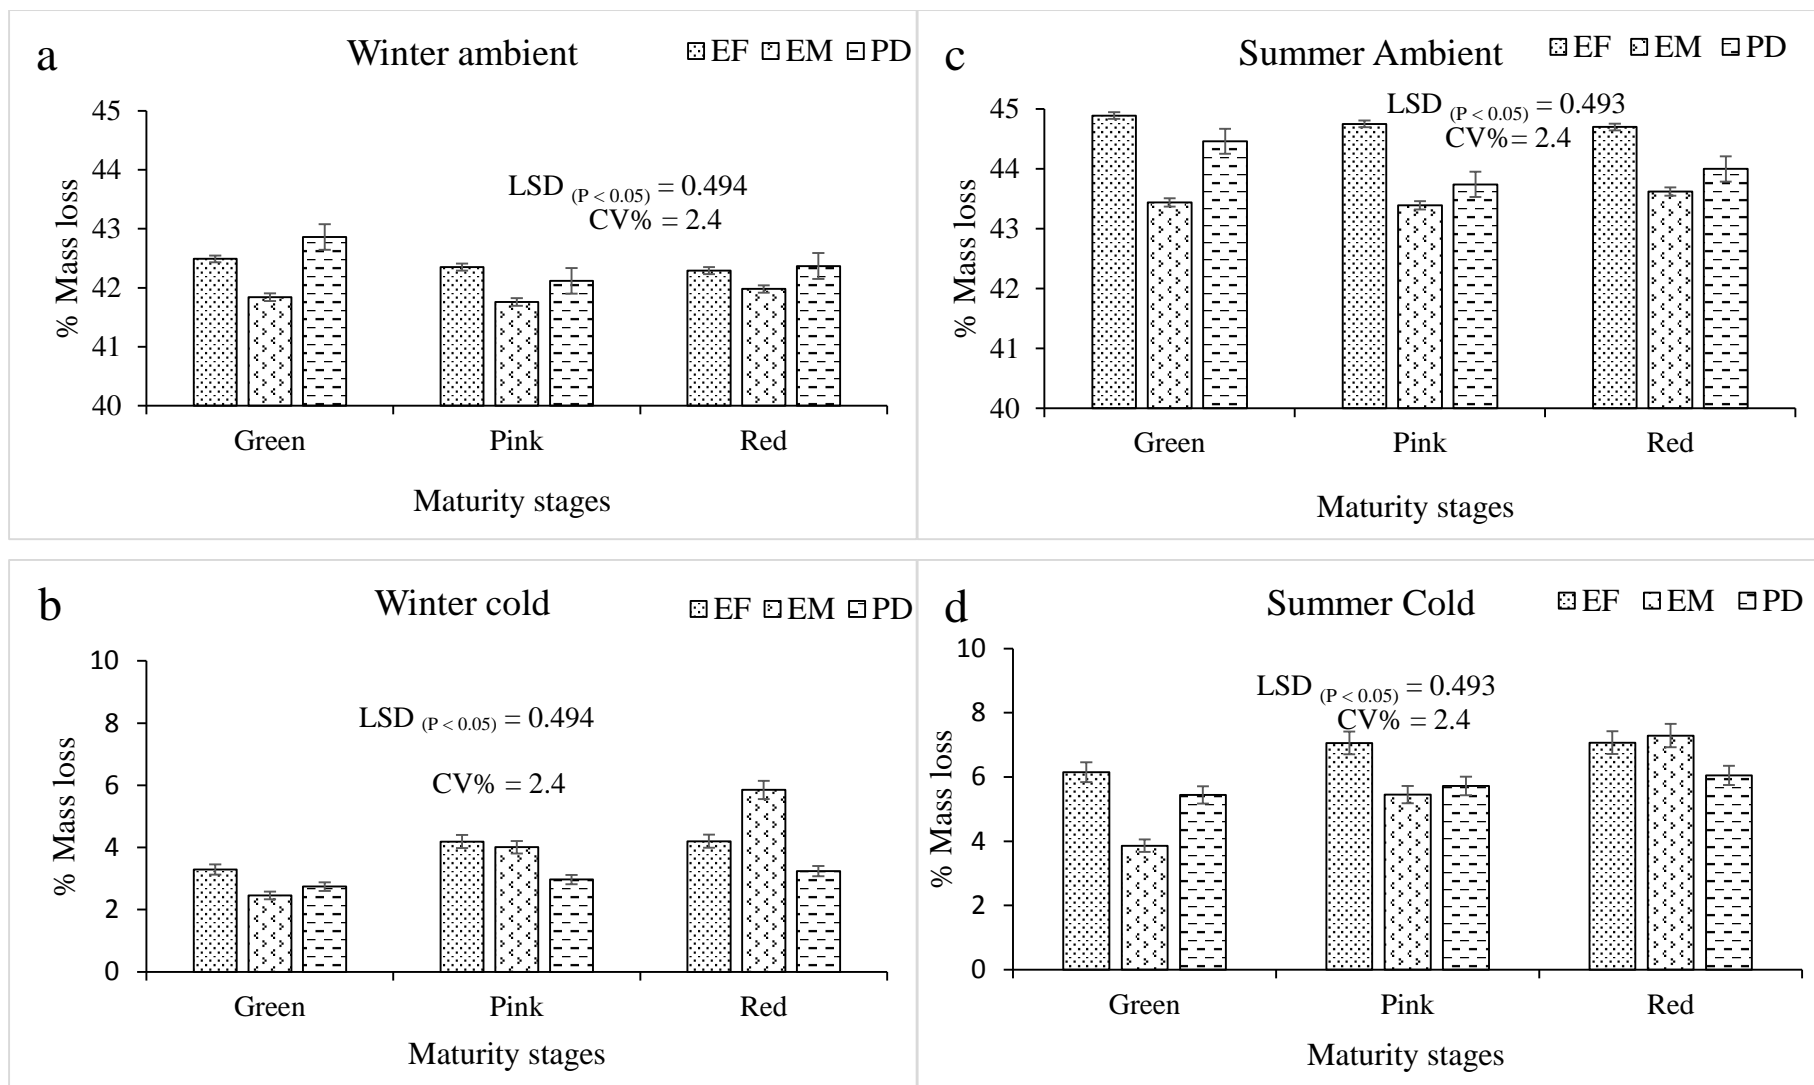 a
Winter ambient
EF EM PD
45
44
43
42
41
40
% Mass loss
LSD (P < 0.05) = 0.494
CV% = 2.4
Green Pink Red
Maturity stages
c
Summer Ambient
EF EM PD
45
44
43
42
41
40
% Mass loss
LSD (P < 0.05) = 0.493
CV%= 2.4
Green Pink Red
Maturity stages
b
Winter cold
EF EM PD
10
8
6
4
2
0
% Mass loss
LSD (P < 0.05) = 0.494
CV% = 2.4
Green Pink Red
Maturity stages
d
Summer Cold
EF EM PD
10
8
6
4
2
0
% Mass loss
LSD (P < 0.05) = 0.493
CV% = 2.4
Green Pink Red
Maturity stages